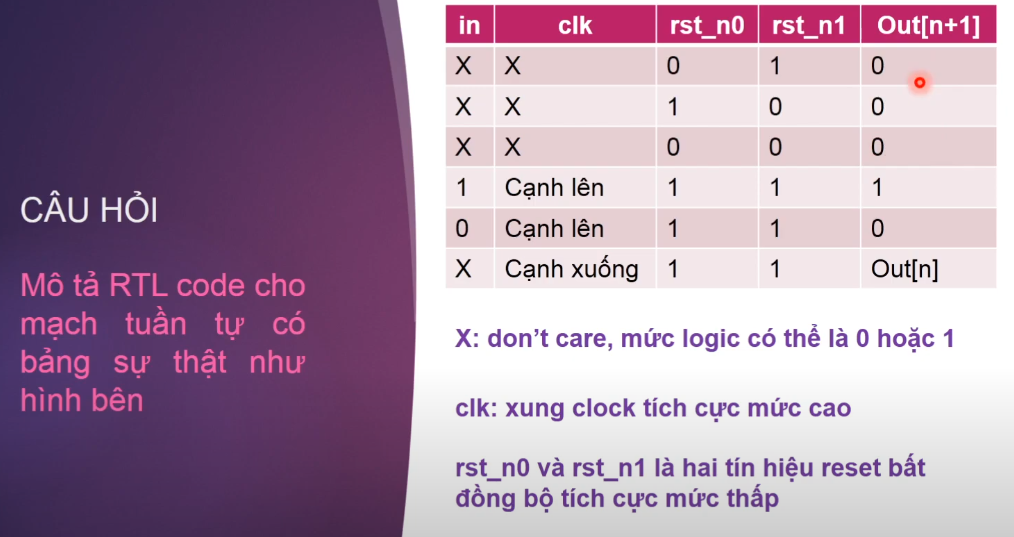 CÂU HỎI
Mô tả RTL code cho
mạch tuần tự có
bảng sự thật như
hình bên
in clk rst_n0 rst_n1 Out[n+1]
X X 0 1 0
X X 1 0 0
X X 0 0 0
1 Cạnh lên 1 1 1
0 Cạnh lên 1 1 0
X Cạnh xuống 1 1 Out[n]
X: don’t care, mức logic có thể là 0 hoặc 1
clk: xung clock tích cực mức cao
rst_n0 và rst_n1 là hai tín hiệu reset bất
đồng bộ tích cực mức thấp